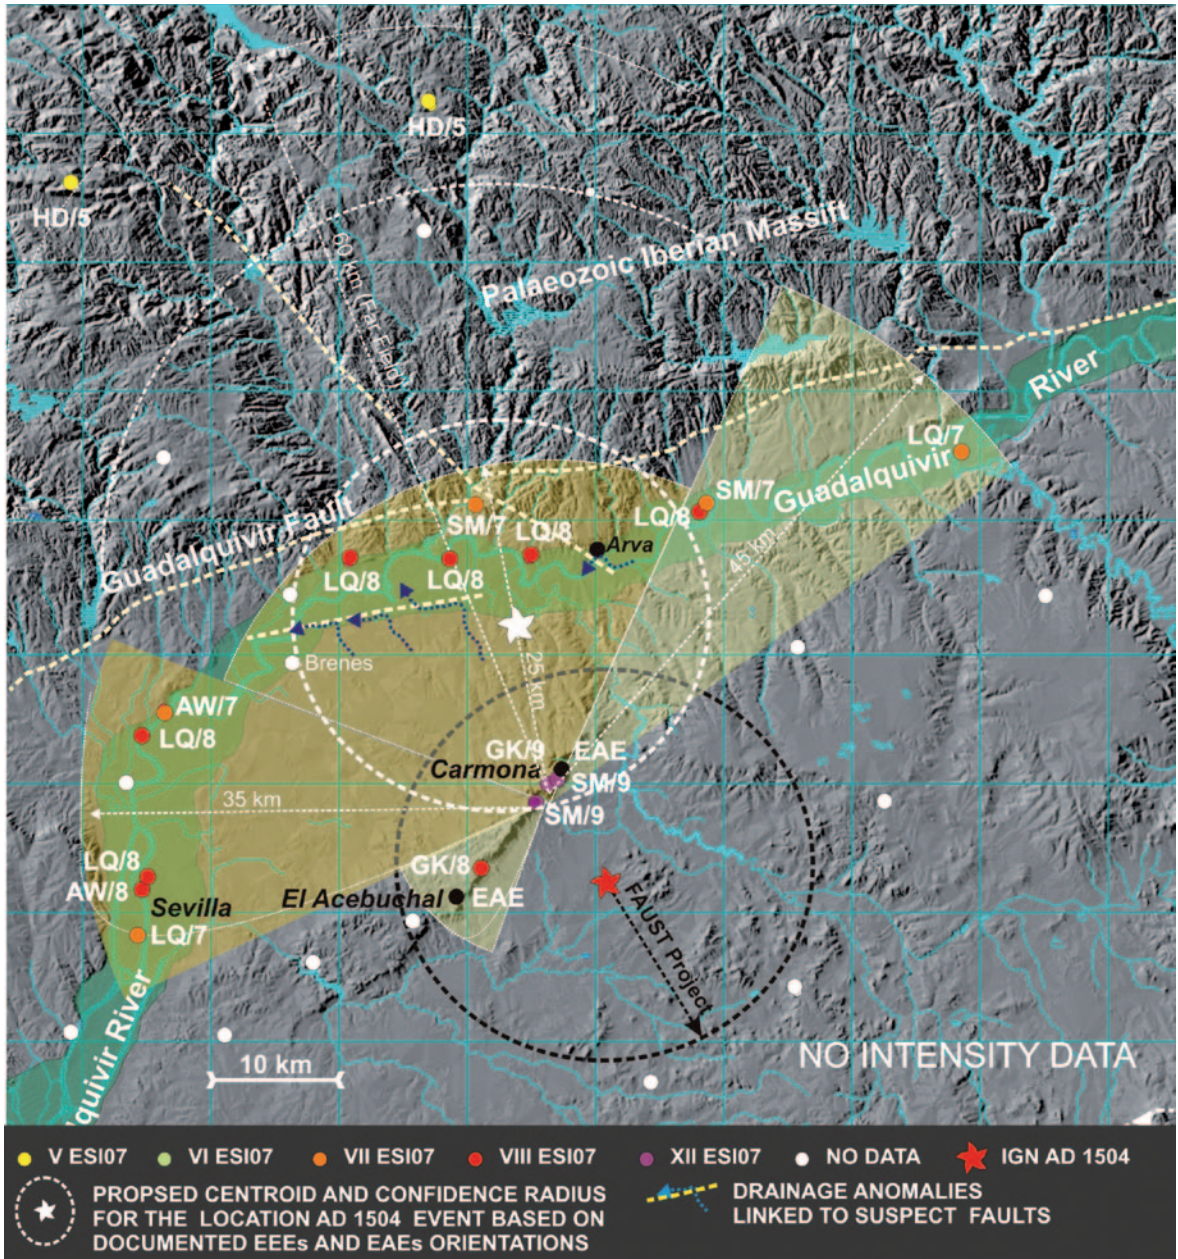 HD/5
HD/5
60 km (Far Field)
Palaeozoic Iberian Massift
River
LQ/7
Guadalquivir
SM/7
LQ/8
45 km
Guadalquivir Fault
SM/7
LQ/8
Arva
LQ/8
LQ/8
Brenes
25 km
AW/7
LQ/8
GK/9
EAE
Carmona
SM/9
SM/9
35 km
LQ/8
AW/8
Sevilla
LQ/7
GK/8
El Acebuchal
EAE
FAUST Project
quivir River
10 km
NO INTENSITY DATA
V ESI07
VI ESI07
VII ESI07
VIII ESI07
XII ESI07
NO DATA
IGN AD 1504
PROPSED CENTROID AND CONFIDENCE RADIUS
FOR THE LOCATION AD 1504 EVENT BASED ON
DOCUMENTED EEEs AND EAEs ORIENTATIONS
DRAINAGE ANOMALIES
LINKED TO SUSPECT FAULTS